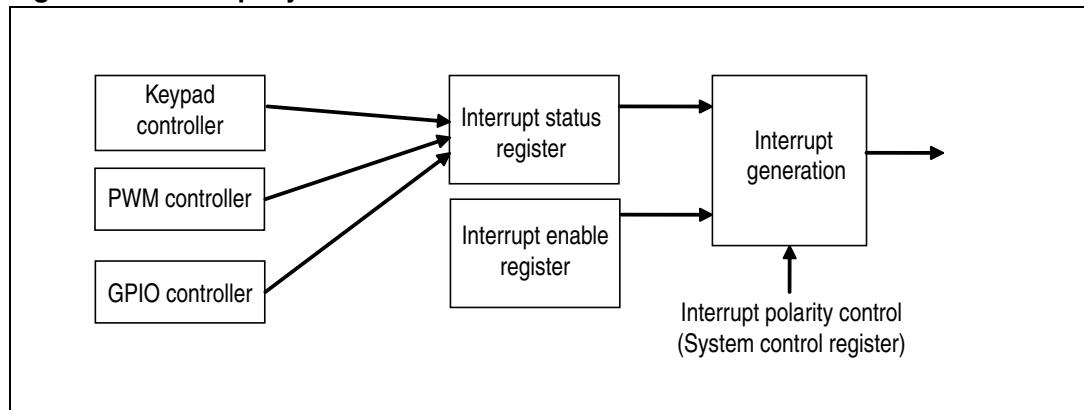 Keypad
controller
PWM controller
GPIO controller
Interrupt status
register
Interrupt enable
register
Interrupt
generation
Interrupt polarity control
(System control register)